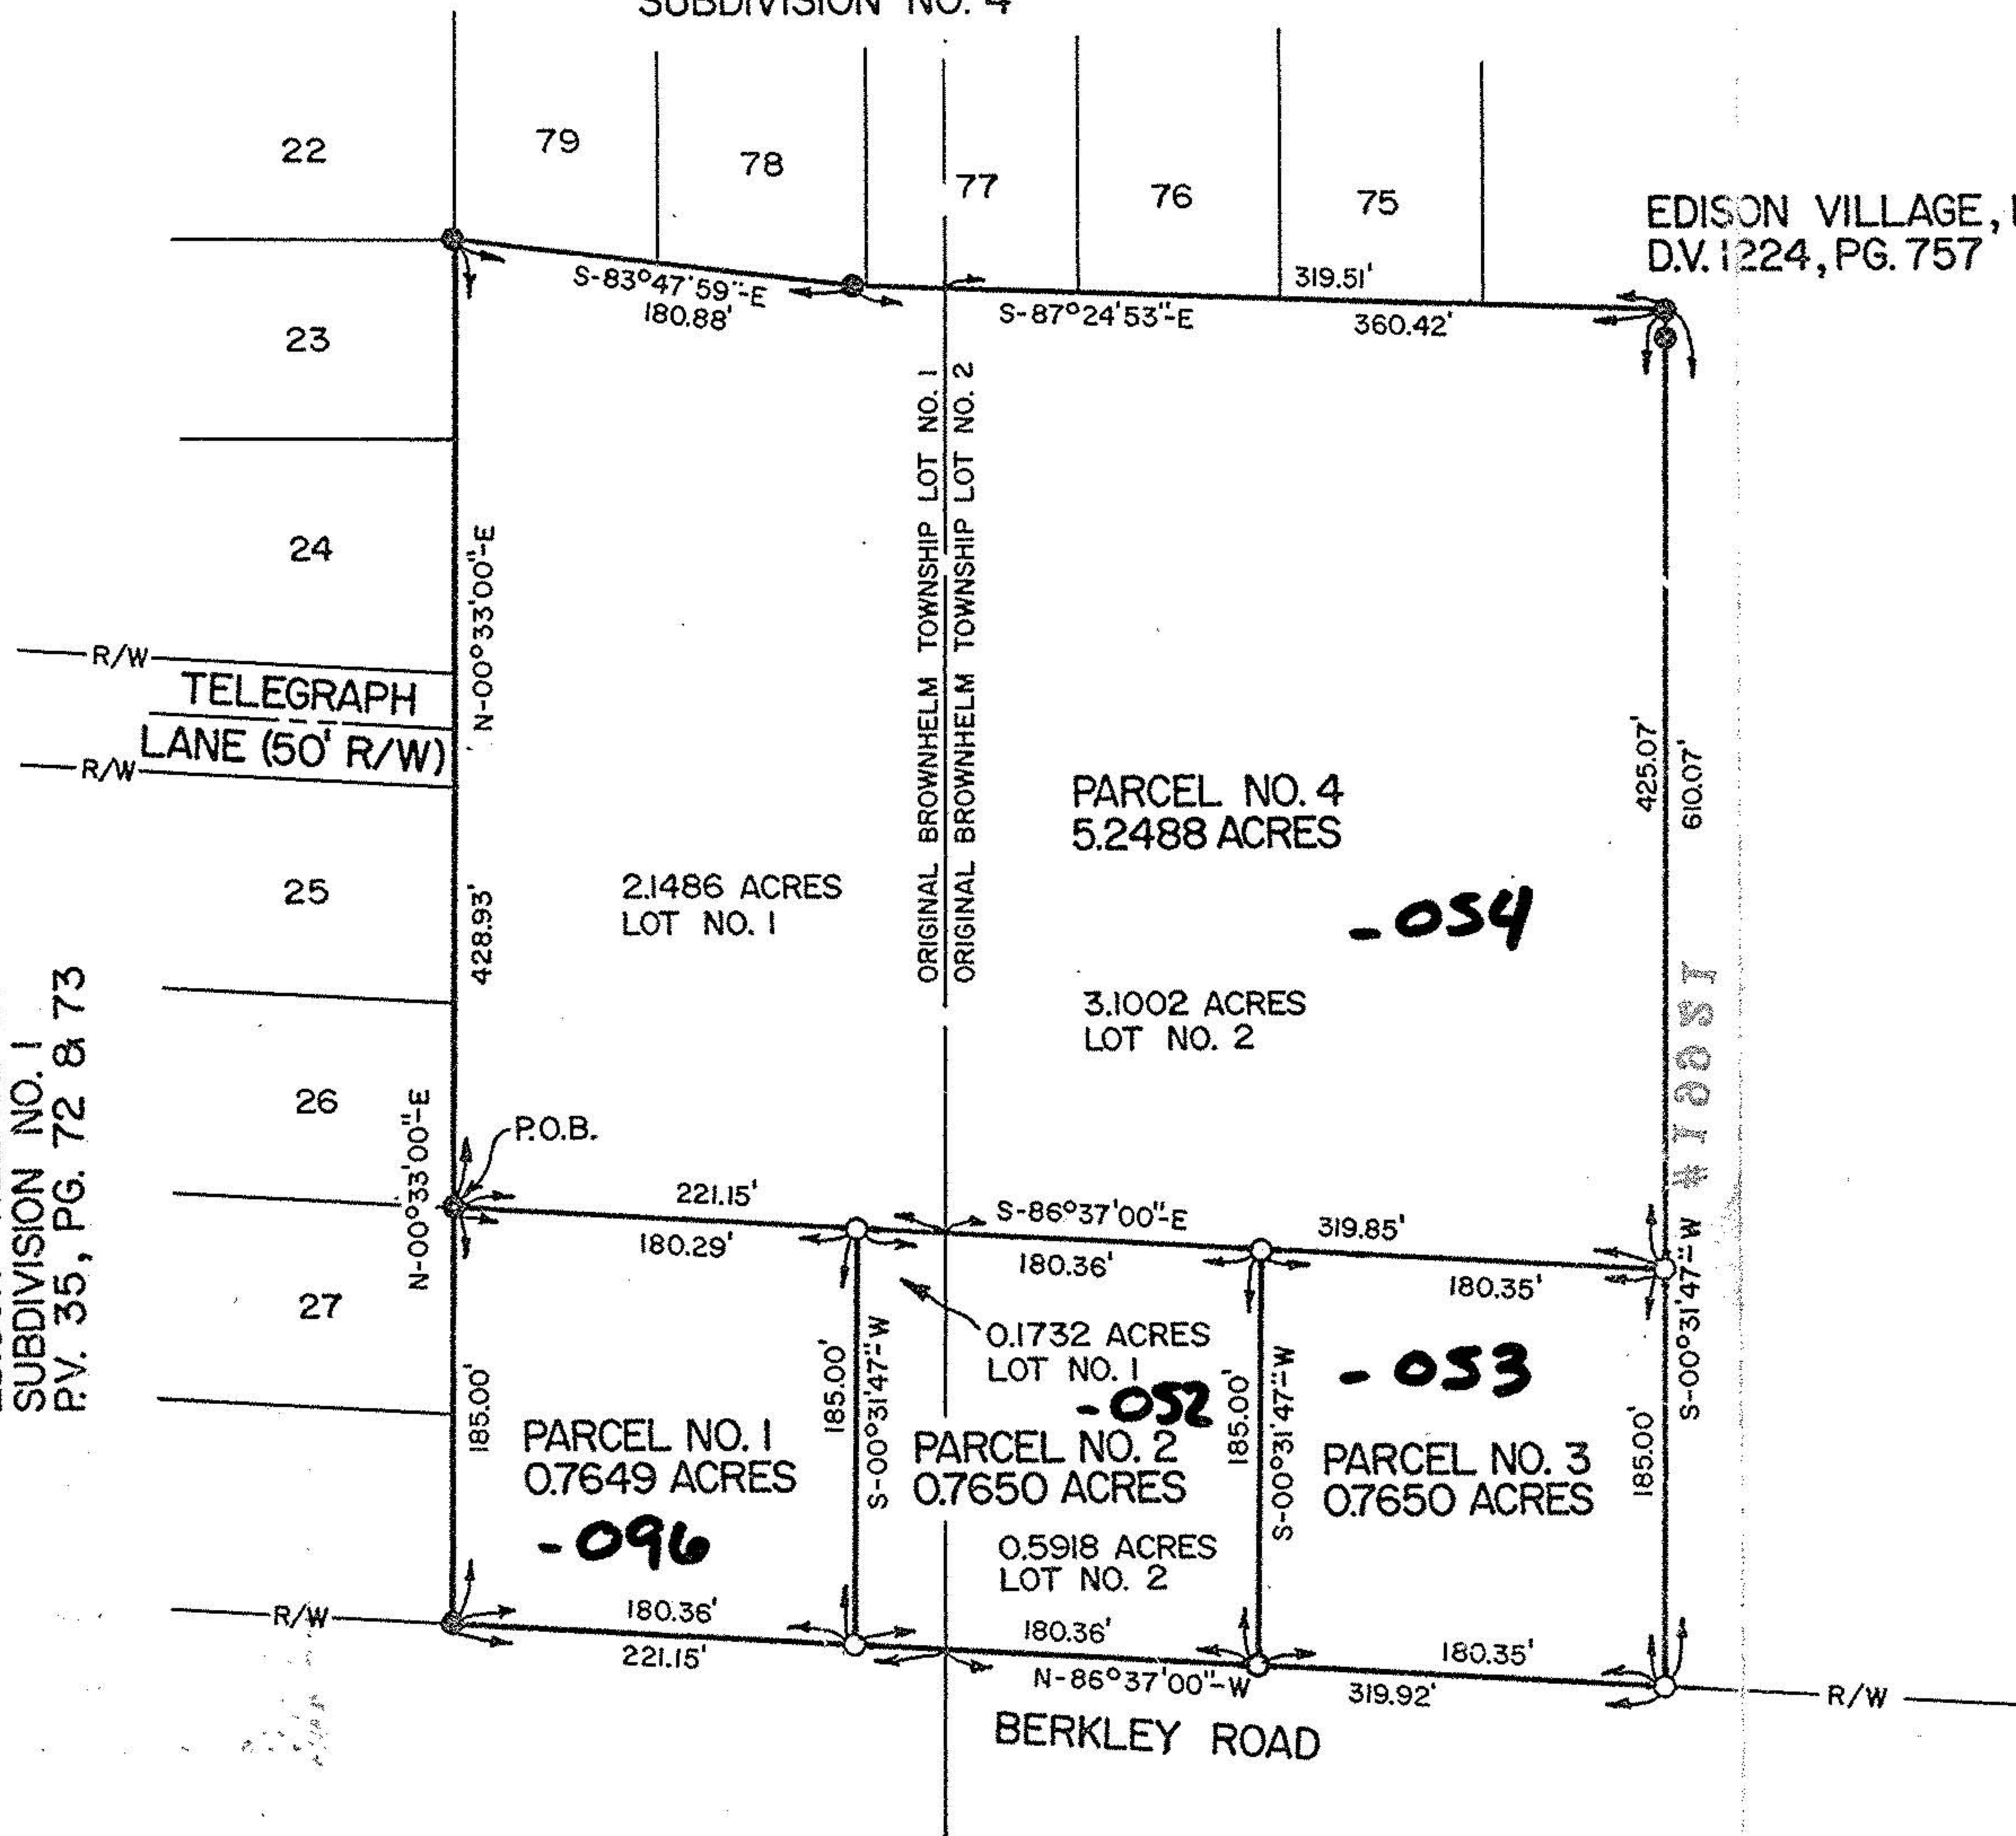 SUBDIVISION NO. 4
22
79
78
77
76
75
EDISON VILLAGE,
D.V. 1224, PG. 757
S-83°47'59"-E
180.88'
S-87°24'53"-E
319.51'
360.42'
23
24
R/W
TELEGRAPH
LANE (50' R/W)
R/W
N-00°33'00"-E
428.93'
ORIGINAL BROWNHELM TOWNSHIP LOT NO. 1
ORIGINAL BROWNHELM TOWNSHIP LOT NO. 2
PARCEL NO. 4
5.2488 ACRES
-054
425.07'
610.07'
25
2.1486 ACRES
LOT NO. 1
3.1002 ACRES
LOT NO. 2
SUBDIVISION NO. 1
P.V. 35, PG. 72 & 73
26
N-00°33'00"-E
P.O.B.
221.15'
180.29'
S-86°37'00"-E
180.36'
319.85'
180.35'
S-00°31'47"-W
27
185.00'
185.00'
S-00°31'47"-W
0.1732 ACRES
LOT NO. 1
-052
185.00'
S-00°31'47"-W
-053
185.00'
PARCEL NO. 1
0.7649 ACRES
-096
PARCEL NO. 2
0.7650 ACRES
0.5918 ACRES
LOT NO. 2
PARCEL NO. 3
0.7650 ACRES
R/W
180.36'
221.15'
180.36'
N-86°37'00"-W
180.35'
319.92'
R/W
BERKLEY ROAD